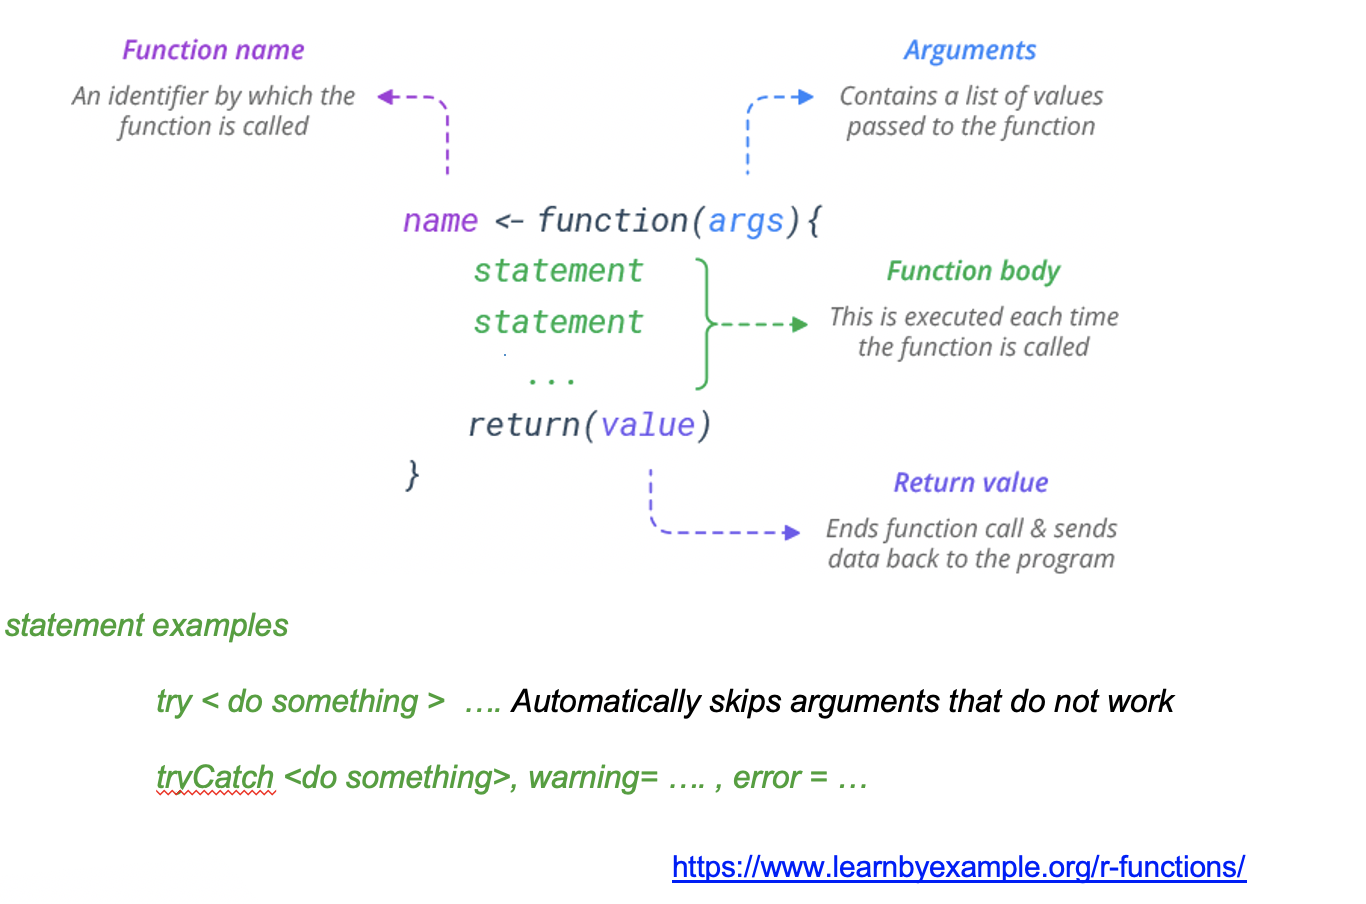 Function name
An identifier by which the
function is called
Arguments
Contains a list of values
passed to the function
name <- function(args){
statement
statement
...
return(value)
}
Function body
This is executed each time
the function is called
Return value
Ends function call & sends
data back to the program
statement examples
try < do something >  …. Automatically skips arguments that do not work
tryCatch <do something>, warning= …. , error = …
https://www.learnbyexample.org/r-functions/